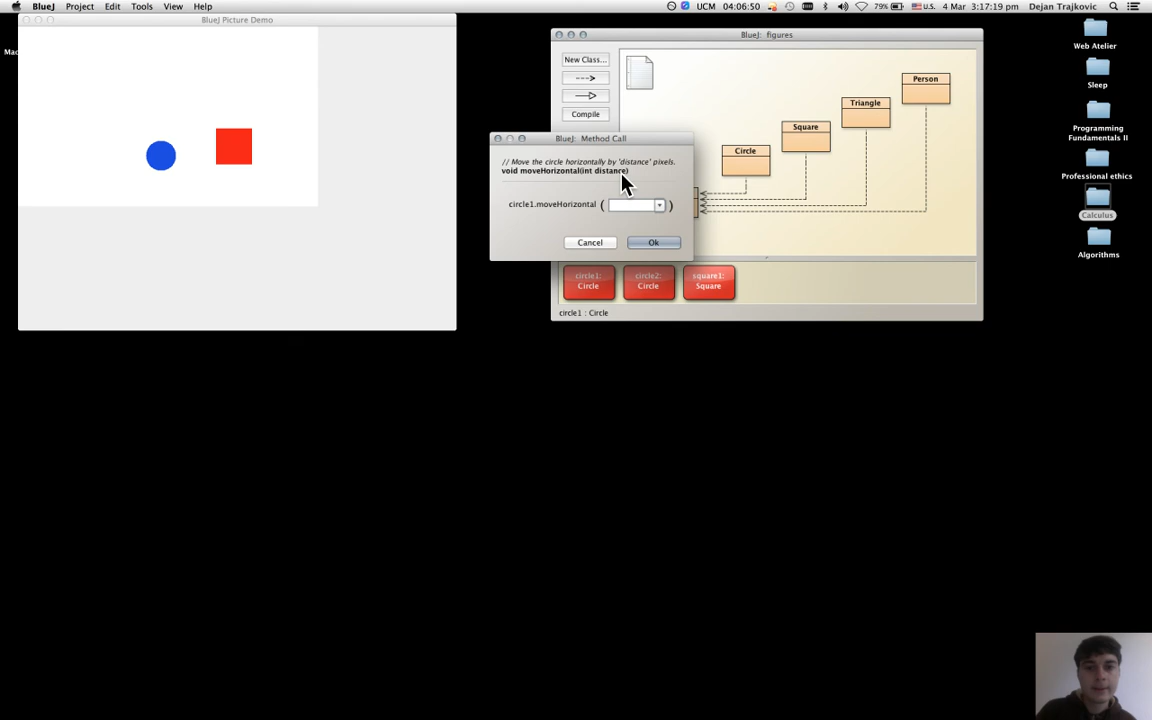 BlueJ Project Edit Tools View Help
UCM 04:06:50 79% U.S. 4 Mar 3:17:19 pm Dejan Trajkovic
BlueJ Picture Demo
Mac
BlueJ: figures
New Class...
Compile
Person
Triangle
Square
Circle
BlueJ: Method Call
// Move the circle horizontally by 'distance' pixels.
void moveHorizontal(int distance)
circle1.moveHorizontal ( )
Cancel Ok
circle1:
Circle
circle2:
Circle
square1:
Square
circle1 : Circle
Web Atelier
Sleep
Programming
Fundamentals II
Professional ethics
Calculus
Algorithms